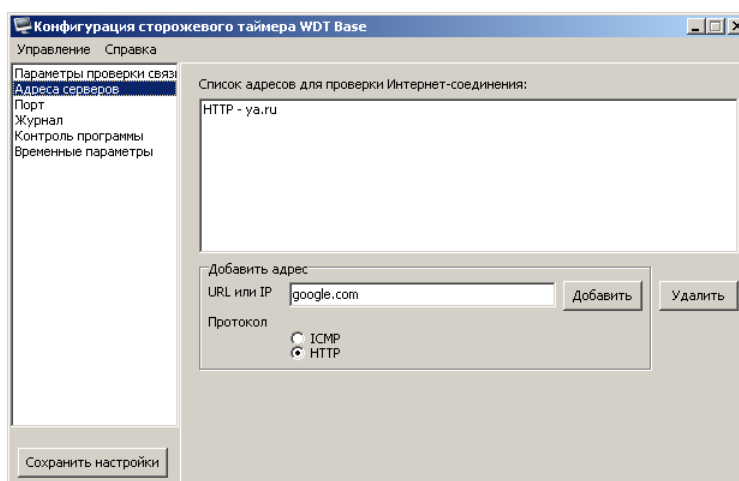 Конфигурация сторожевого таймера WDT Base
Управление Справка
Параметры проверки связи
Адреса серверов
Порт
Журнал
Контроль программы
Временные параметры
Сохранить настройки
Список адресов для проверки Интернет-соединения:
HTTP - ya.ru
Добавить адрес
URL или IP google.com Добавить Удалить
Протокол
ICMP
HTTP